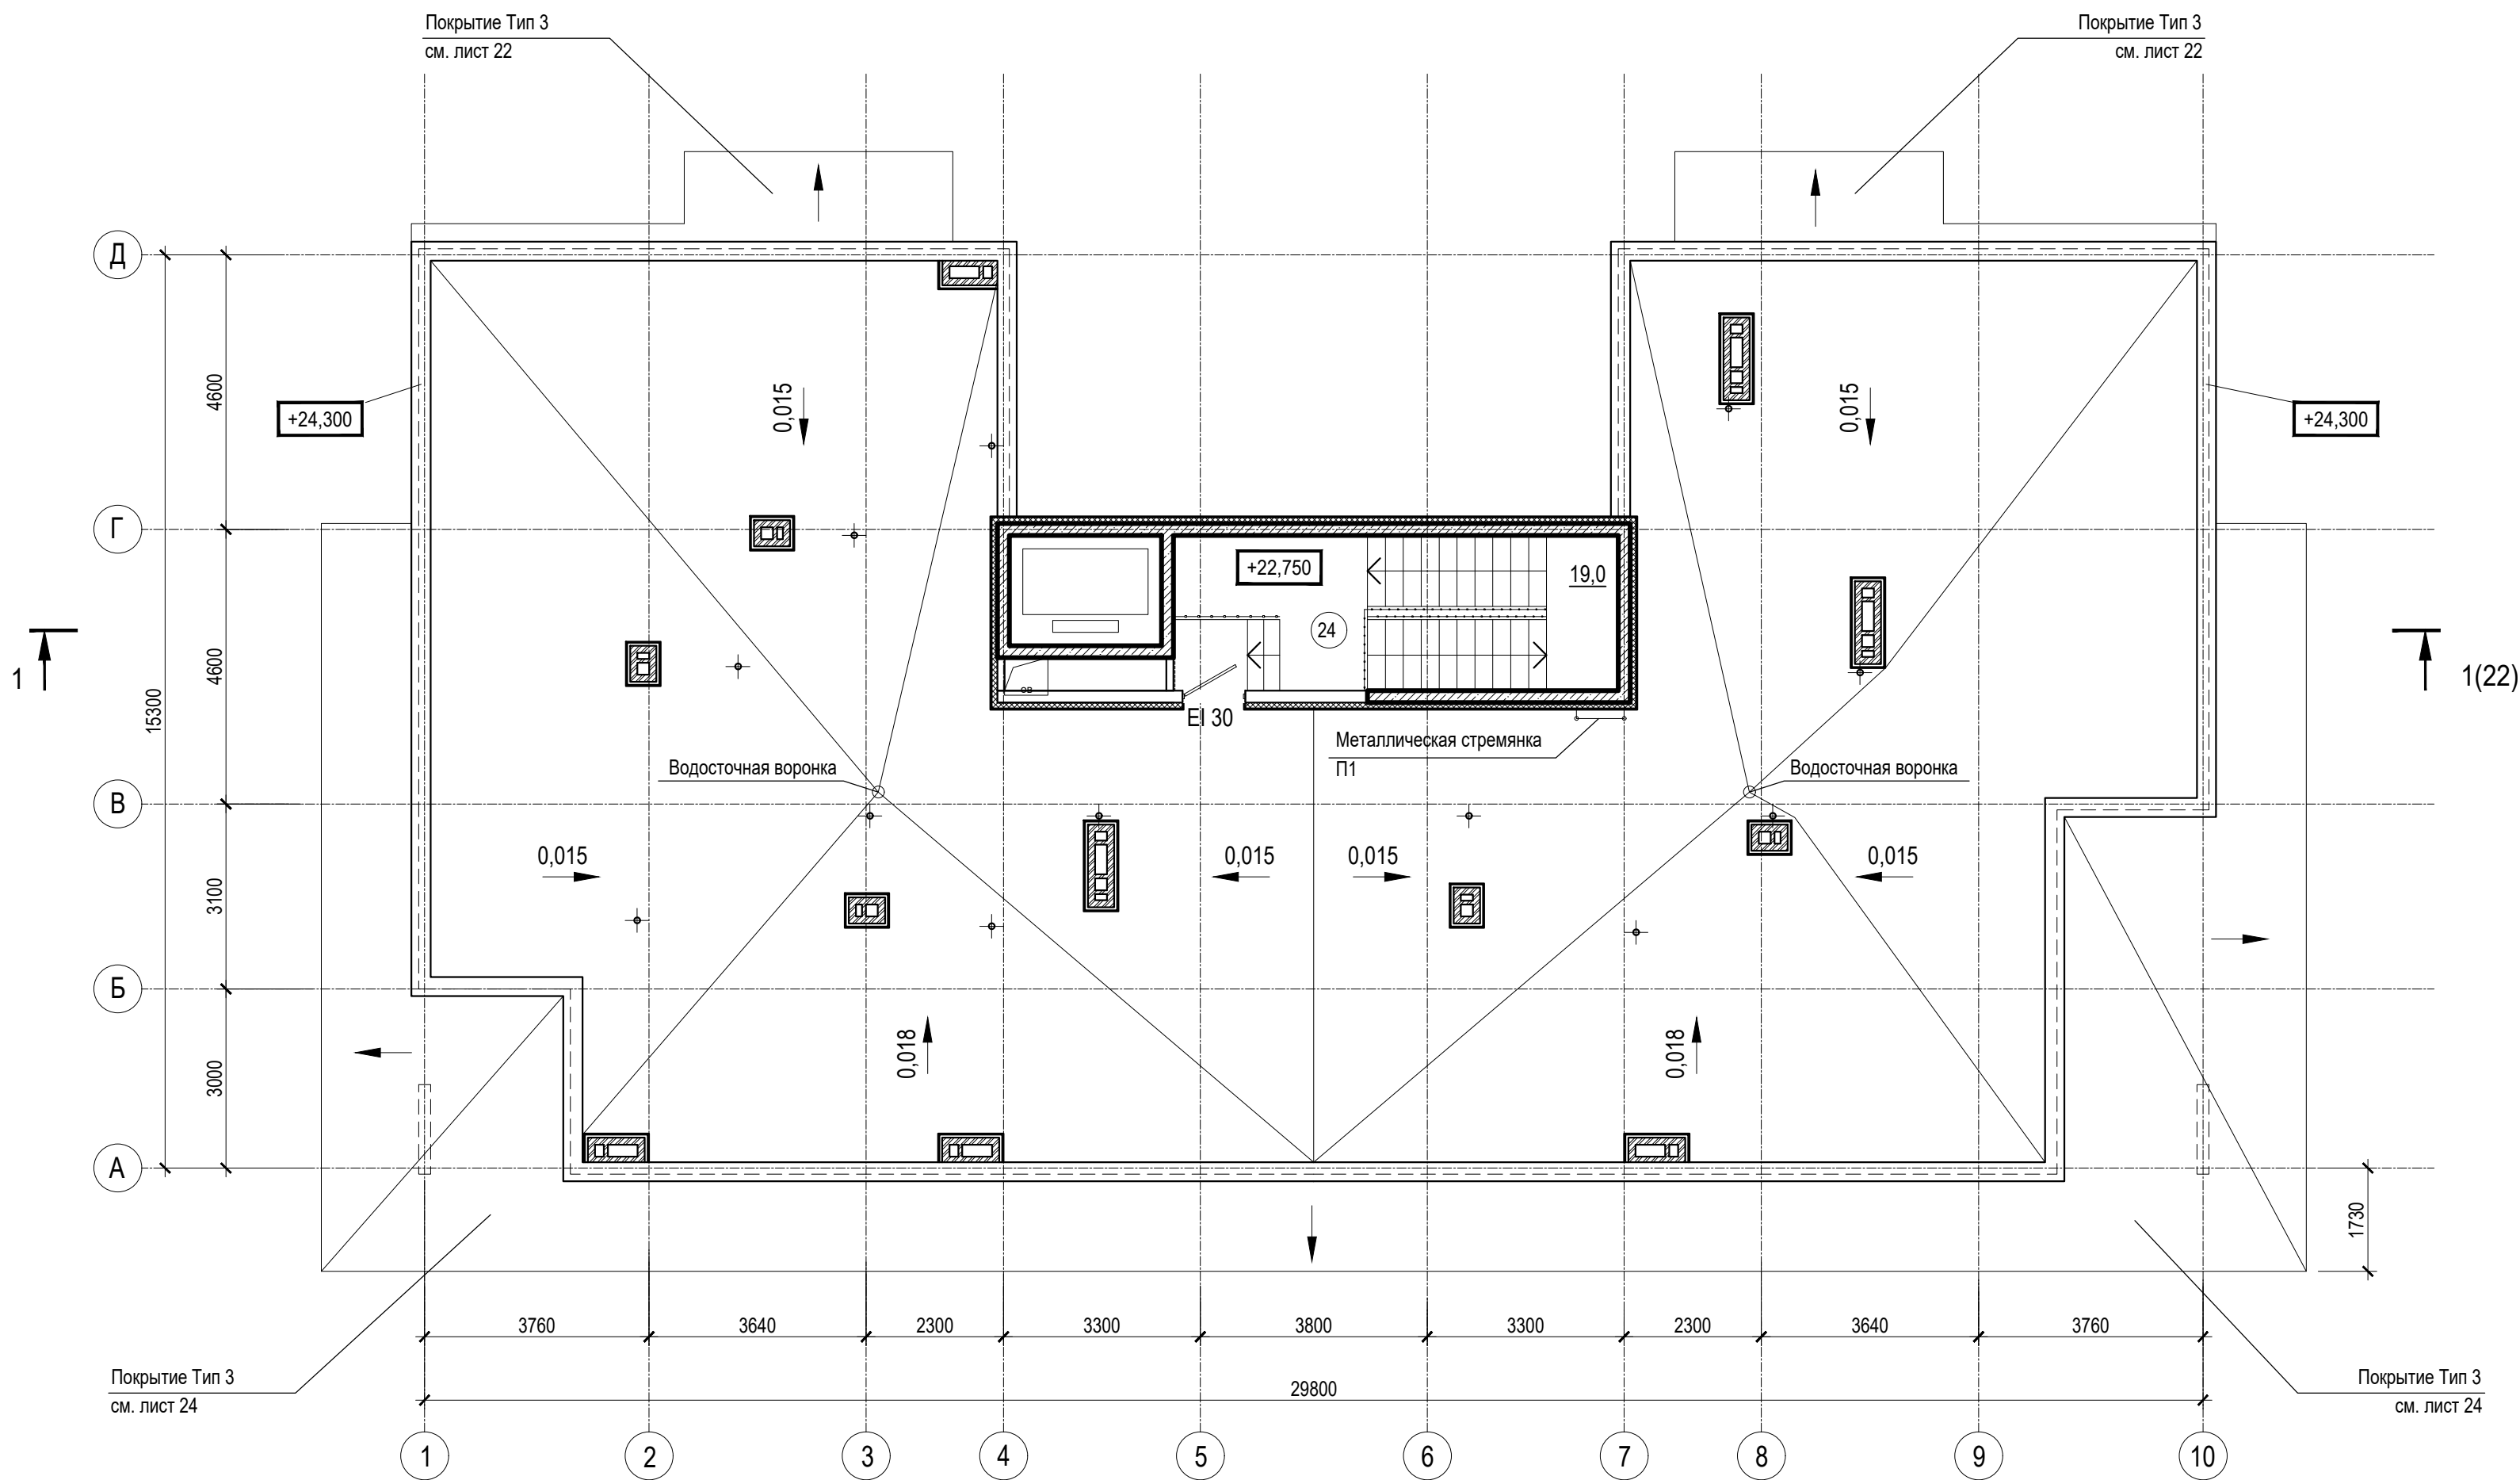 Покрытие Тип 3
см. лист 22
Покрытие Тип 3
см. лист 22
Д
4600
+24,300
0,015
0,015
+24,300
Г
+22,750
19,0
24
1
4600
15300
1(22)
ОВ
EI 30
Металлическая стремянка
П1
Водосточная воронка
Водосточная воронка
В
0,015
0,015
0,015
0,015
3100
Б
0,018
0,018
3000
А
1730
3760
3640
2300
3300
3800
3300
2300
3640
3760
Покрытие Тип 3
см. лист 24
29800
Покрытие Тип 3
см. лист 24
1
2
3
4
5
6
7
8
9
10